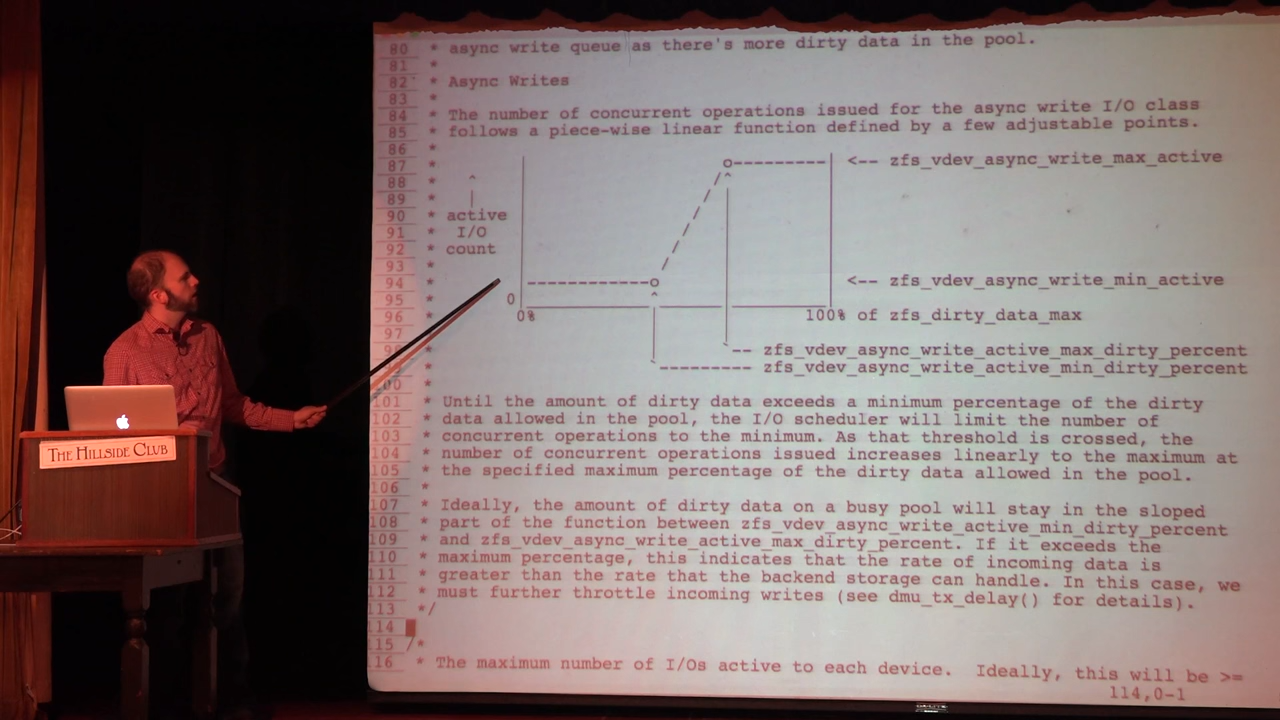 80 * async write queue as there's more dirty data in the pool.
81 *
82 * Async Writes
83 *
84 * The number of concurrent operations issued for the async write I/O class
85 * follows a piece-wise linear function defined by a few adjustable points.
86 *
87 * | o---------| <-- zfs_vdev_async_write_max_active
88 * ^ | /^ |
89 * | | / | |
90 * active | / | |
91 * I/O | / | |
92 * count | / | |
93 * | / | |
94 * |------------o | | <-- zfs_vdev_async_write_min_active
95 * 0|____________^______|_________|
96 * 0% | | 100% of zfs_dirty_data_max
97 * | |
* | `-- zfs_vdev_async_write_active_max_dirty_percent
* `--------- zfs_vdev_async_write_active_min_dirty_percent
100 *
101 * Until the amount of dirty data exceeds a minimum percentage of the dirty
102 * data allowed in the pool, the I/O scheduler will limit the number of
103 * concurrent operations to the minimum. As that threshold is crossed, the
104 * number of concurrent operations issued increases linearly to the maximum at
105 * the specified maximum percentage of the dirty data allowed in the pool.
106 *
107 * Ideally, the amount of dirty data on a busy pool will stay in the sloped
108 * part of the function between zfs_vdev_async_write_active_min_dirty_percent
109 * and zfs_vdev_async_write_active_max_dirty_percent. If it exceeds the
110 * maximum percentage, this indicates that the rate of incoming data is
111 * greater than the rate that the backend storage can handle. In this case, we
112 * must further throttle incoming writes (see dmu_tx_delay() for details).
113 */
114
115 /*
116 * The maximum number of I/Os active to each device. Ideally, this will be >=
114,0-1
THE HILLSIDE CLUB